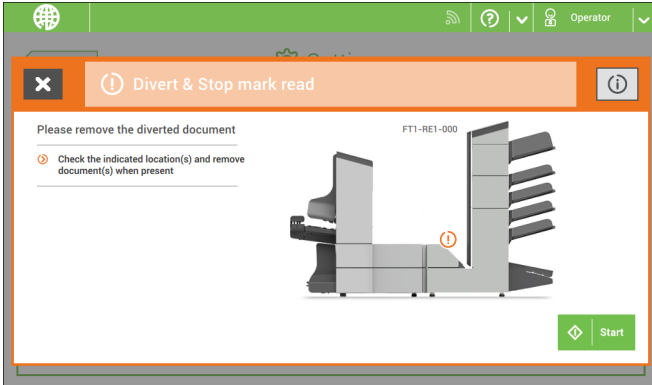 Operator
Divert & Stop mark read
Please remove the diverted document
FT1-RE1-000
Check the indicated location(s) and remove
document(s) when present
Start